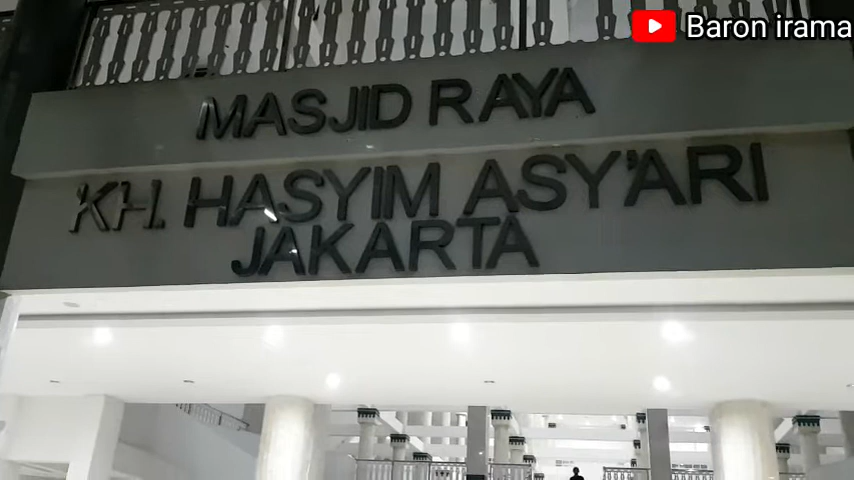 Baron irama
MASJID RAYA
KH. HASYIM ASY'ARI
JAKARTA